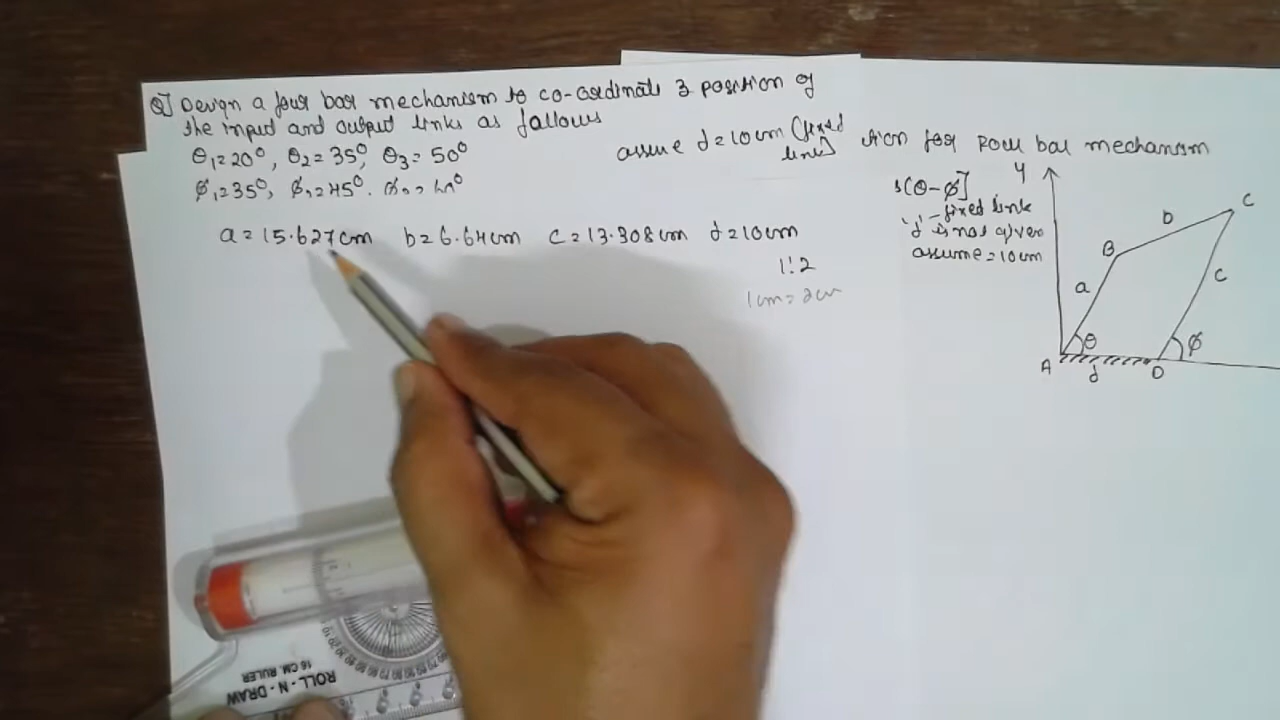 Q] Design a four bar mechanism to co-ordinate 3 position of
the input and output links as follows
θ₁=20°, θ₂=35°, θ₃=50°
ϕ₁=35°, ϕ₂=45°.
assume d=10cm (fixed
link)
a=15.627cm b=6.64cm c=13.308cm d=10cm
1:2
1cm=2cm
tion for four bar mechanism
s(θ-ϕ]
'd' - fixed link
is not given
assume=10cm
y
C
b
B
a
c
θ
ϕ
A
d
D
ROLL-N-DRAW
16 CM. RULER